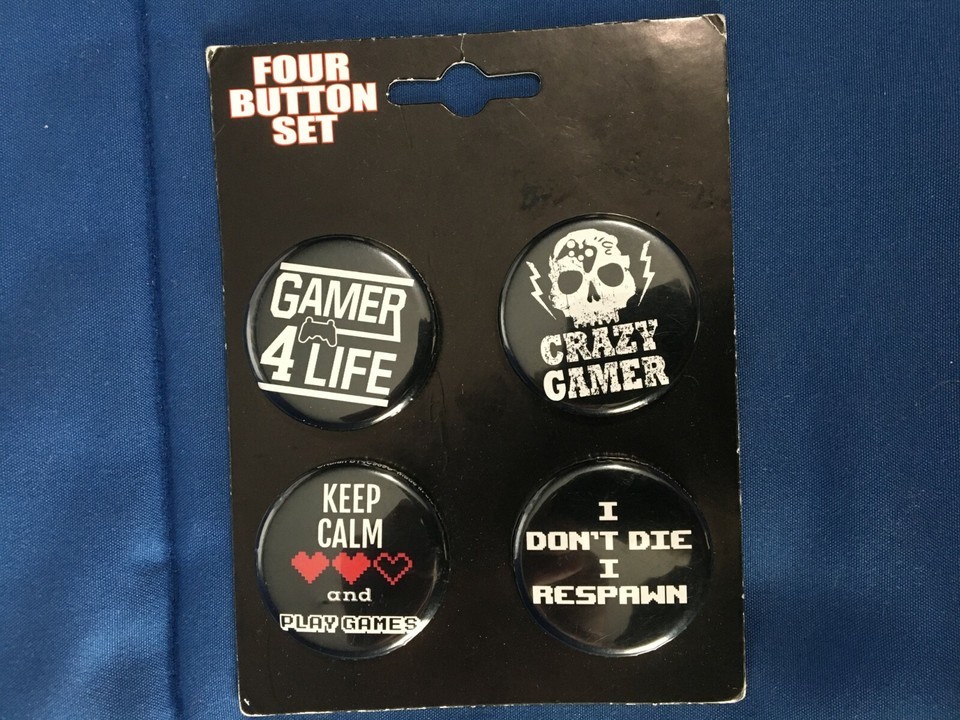 FOUR
BUTTON
SET
GAMER
4 LIFE
CRAZY
GAMER
KEEP
CALM
and
PLAY GAMES
I
DON'T DIE
I
RESPAWN